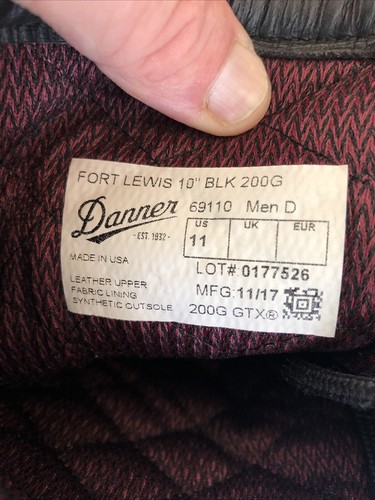 FORT LEWIS 10" BLK 200G
Danner 69110 Men D
-EST. 1932-
US UK EUR
11
MADE IN USA
LOT# 0177526
LEATHER UPPER
FABRIC LINING
SYNTHETIC OUTSOLE
MFG: 11/17
200G GTX®